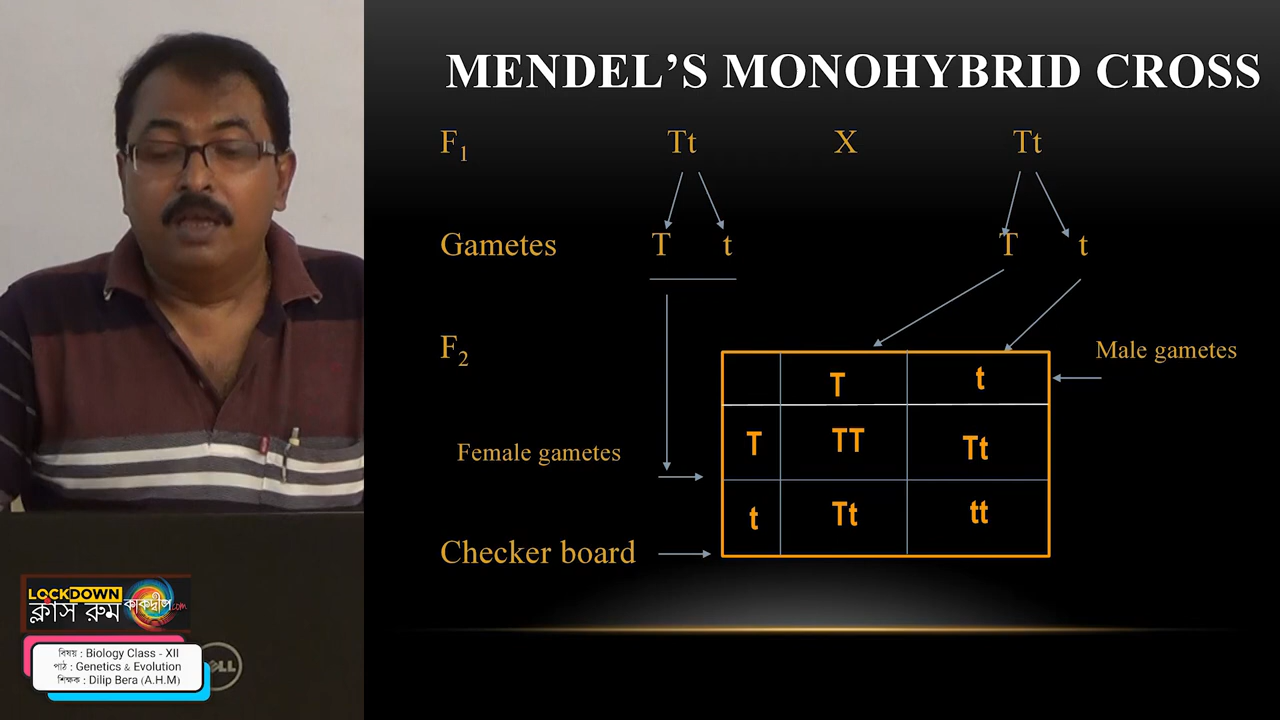 MENDEL’S MONOHYBRID CROSS
F₁ Tt X Tt
Gametes T t T t
F₂
Male gametes
T t
T TT Tt
Female gametes
t Tt tt
Checker board
LOCKDOWN
ক্লাস রুম কাকদ্বীপ.com
বিষয় : Biology Class - XII
পাঠ : Genetics & Evolution
শিক্ষক : Dilip Bera (A.H.M)
DELL